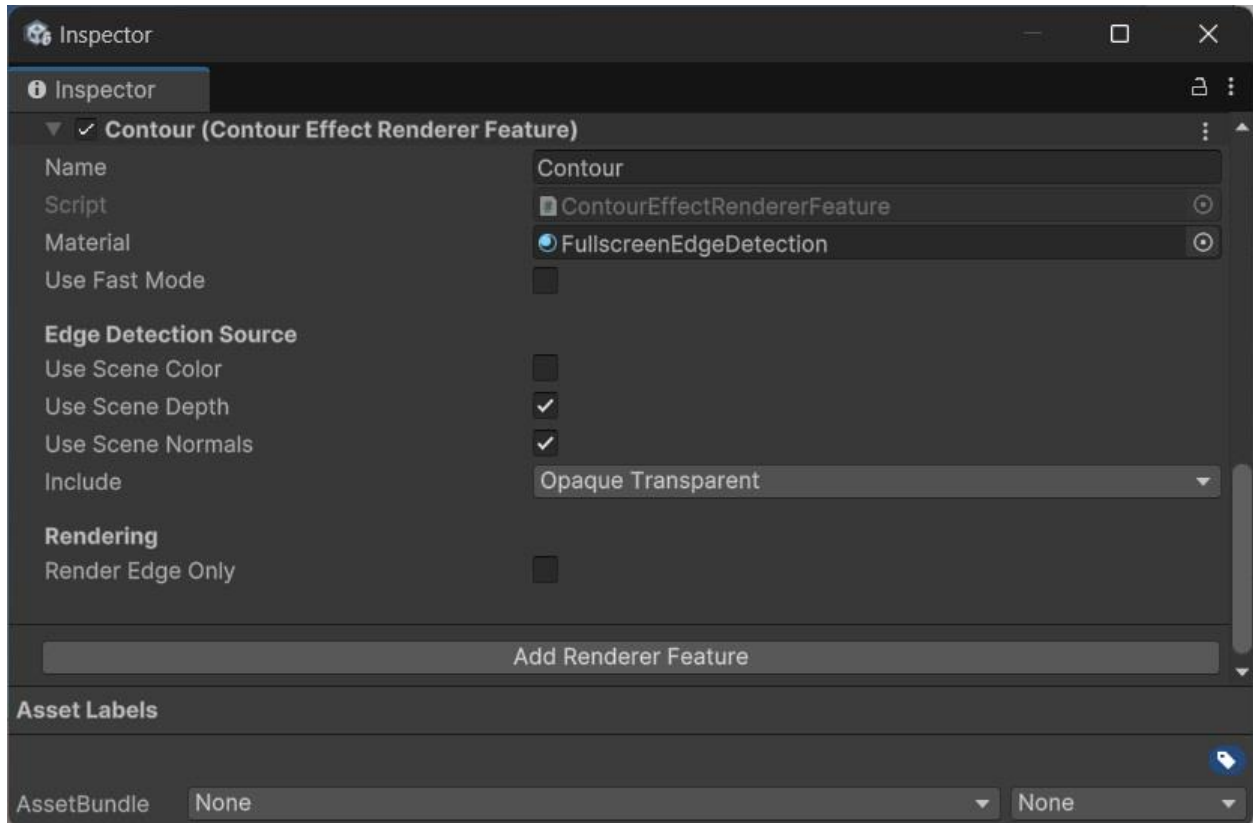 Inspector
Inspector
Contour (Contour Effect Renderer Feature)
Name Contour
Script ContourEffectRendererFeature
Material FullscreenEdgeDetection
Use Fast Mode
Edge Detection Source
Use Scene Color
Use Scene Depth
Use Scene Normals
Include Opaque Transparent
Rendering
Render Edge Only
Add Renderer Feature
Asset Labels
AssetBundle None None